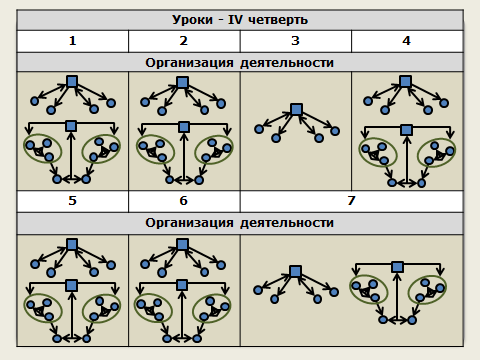 Уроки - IV четверть
1 2 3 4
Организация деятельности
5 6 7
Организация деятельности